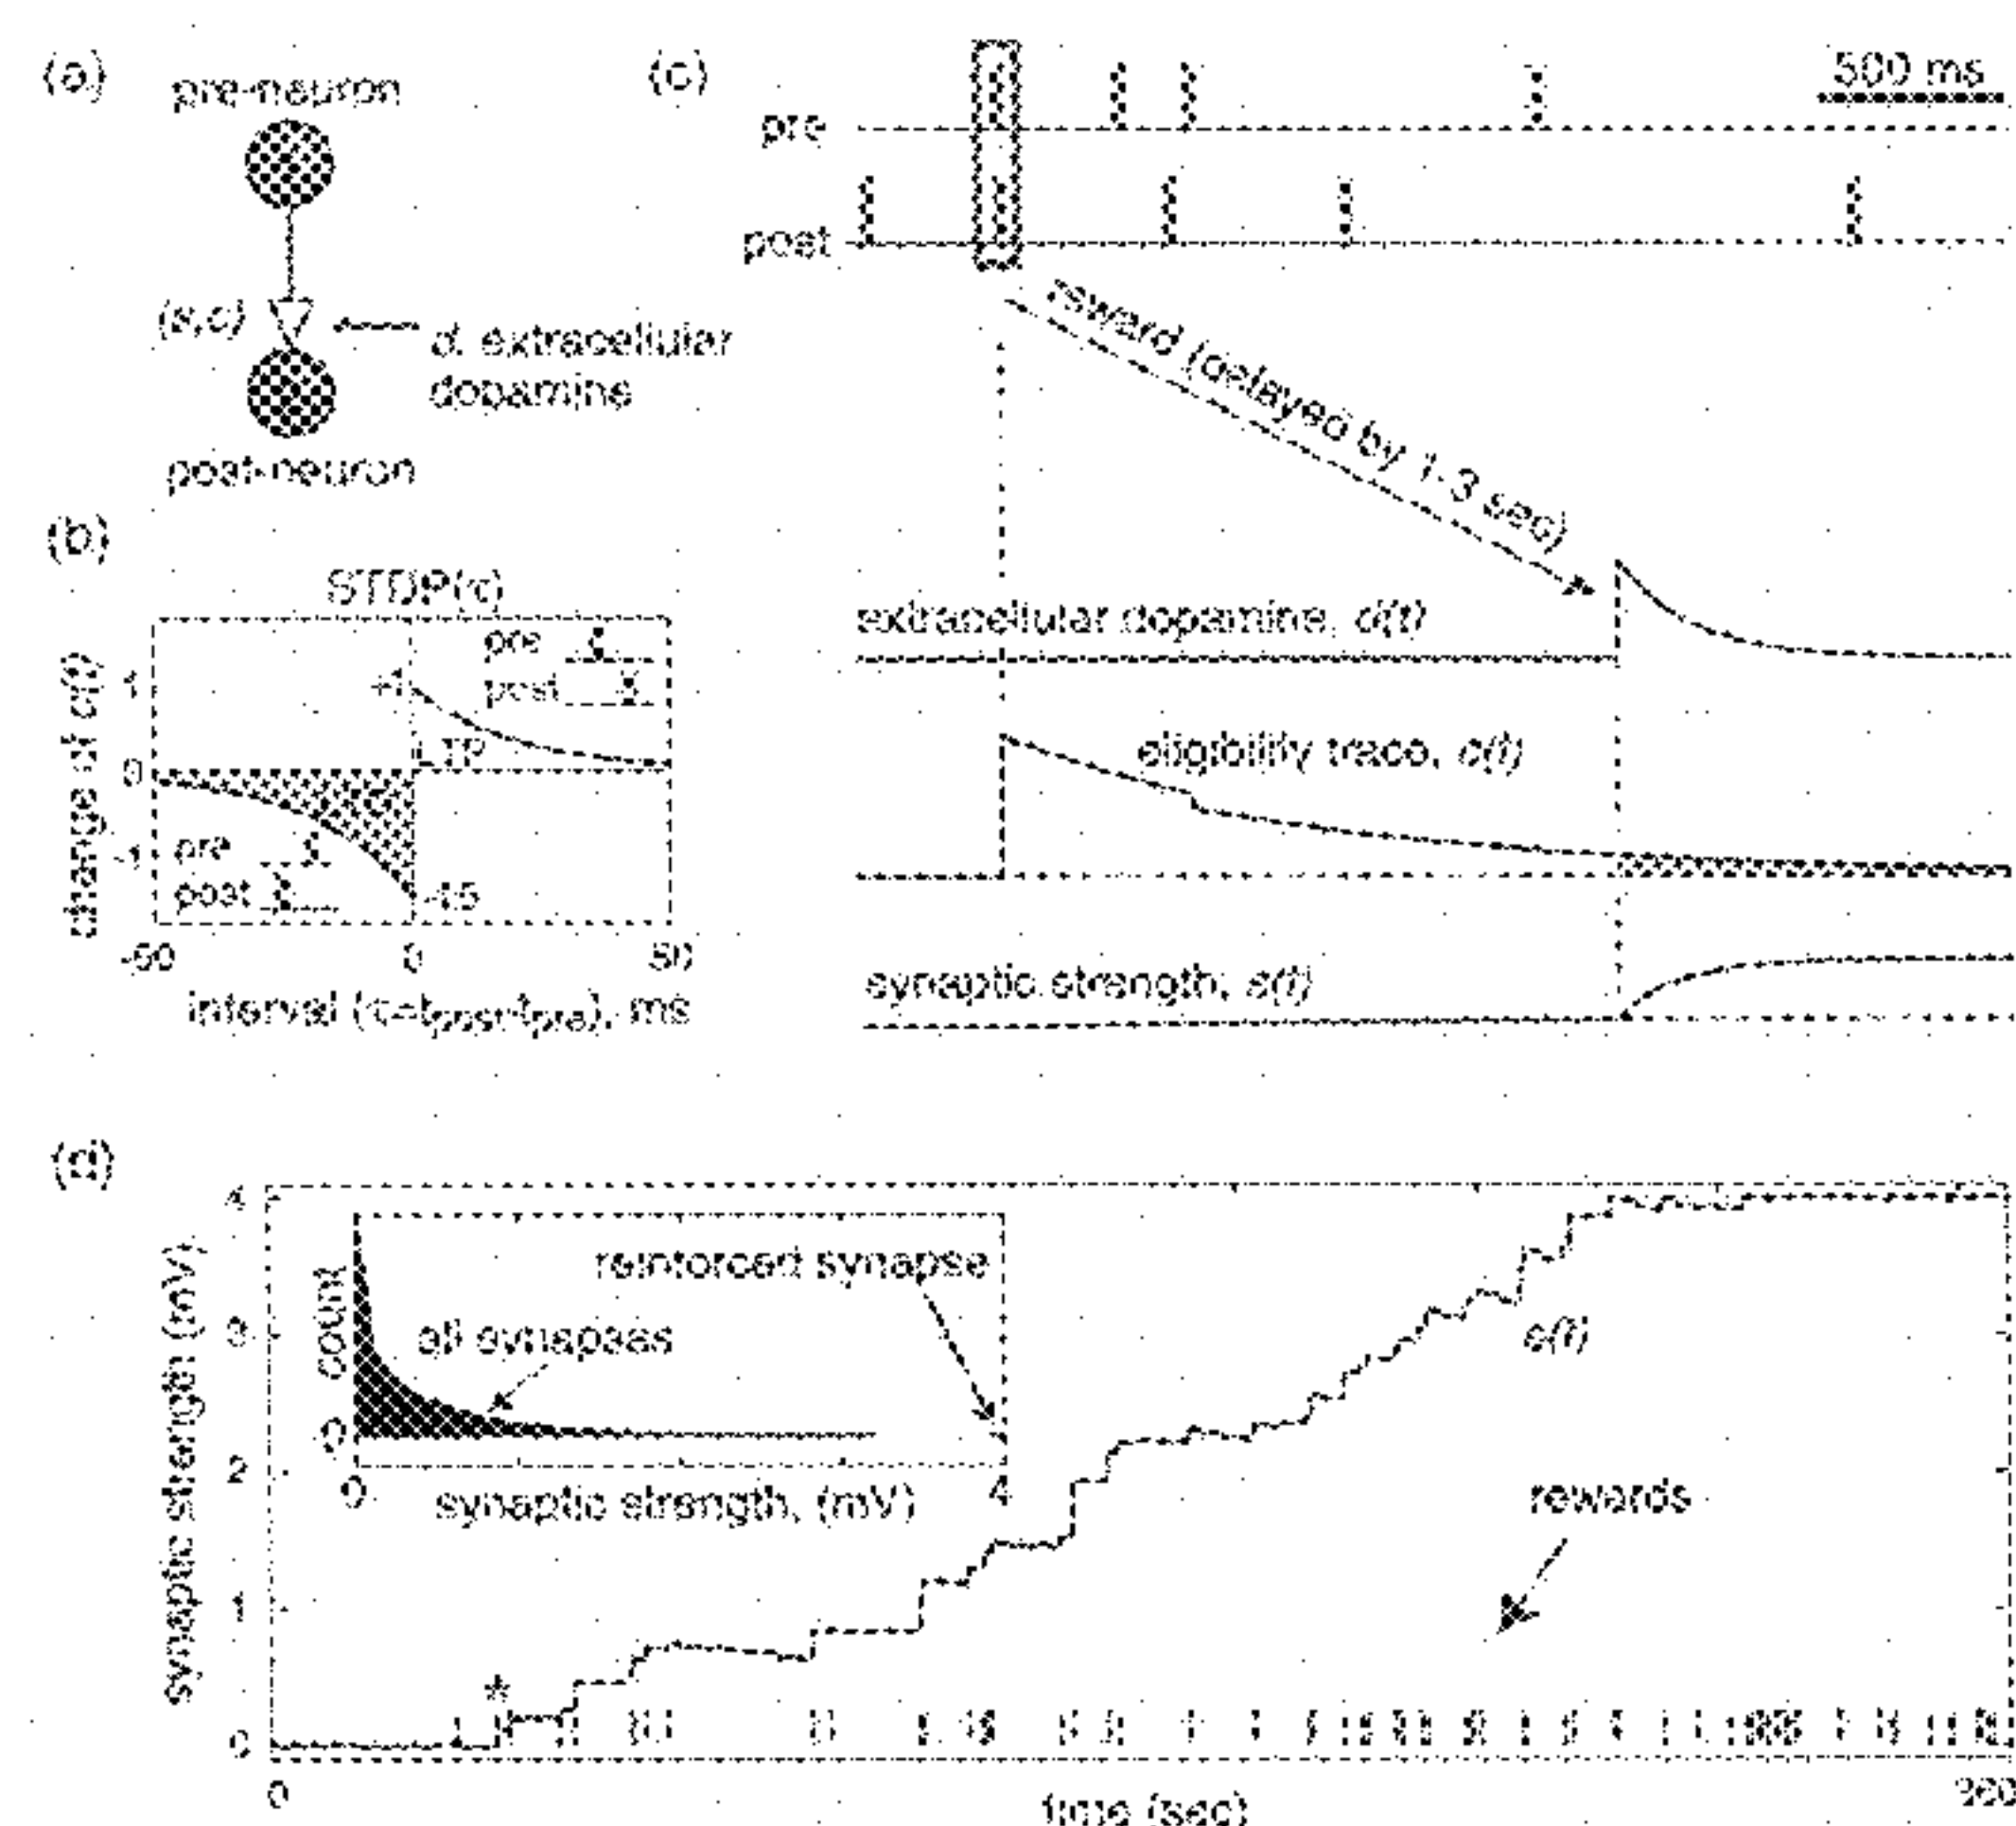 (a)
pre-neuron
(s,c)
d: extracellular
dopamine
post-neuron
(b)
STDP(τ)
change of c(t)
1
0
-1
+1
LTP
pre
post
pre
post
-1.5
-50
0
50
interval (τ=tpost-tpre), ms
(c)
500 ms
pre
post
reward (delayed by 1-3 sec)
extracellular dopamine, d(t)
eligibility trace, c(t)
synaptic strength, s(t)
(d)
synaptic strength (mV)
4
3
2
1
0
count
0
reinforced synapse
all synapses
0
4
synaptic strength, (mV)
s(t)
rewards
*
0
time (sec)